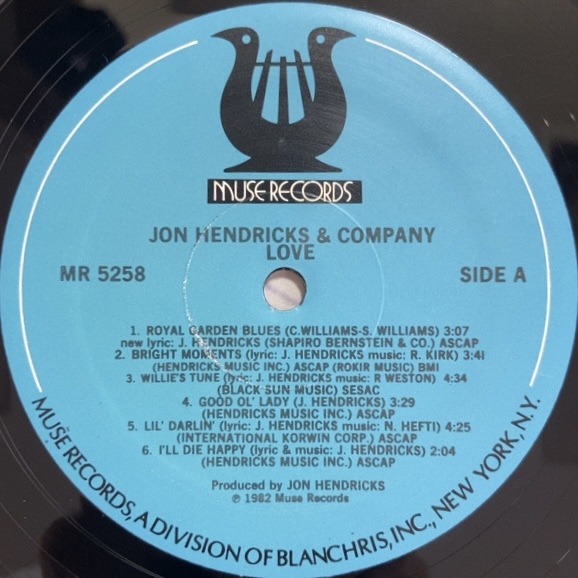 MUSE RECORDS
JON HENDRICKS & COMPANY
LOVE
MR 5258
SIDE A
1. ROYAL GARDEN BLUES (C.WILLIAMS-S. WILLIAMS) 3:07
new lyric: J. HENDRICKS (SHAPIRO BERNSTEIN & CO.) ASCAP
2. BRIGHT MOMENTS (lyric: J. HENDRICKS music: R. KIRK) 3:41
(HENDRICKS MUSIC INC.) ASCAP (ROKIR MUSIC) BMI
3. WILLIE'S TUNE (lyric: J. HENDRICKS music: R WESTON) 4:34
(BLACK SUN MUSIC) SESAC
4. GOOD OL' LADY (J. HENDRICKS) 3:29
(HENDRICKS MUSIC INC.) ASCAP
5. LIL' DARLIN' (lyric: J. HENDRICKS music: N. HEFTI) 4:25
(INTERNATIONAL KORWIN CORP.) ASCAP
6. I'LL DIE HAPPY (lyric & music: J. HENDRICKS) 2:04
(HENDRICKS MUSIC INC.) ASCAP
Produced by JON HENDRICKS
℗ 1982 Muse Records
MUSE RECORDS, A DIVISION OF BLANCHRIS, INC., NEW YORK, N.Y.